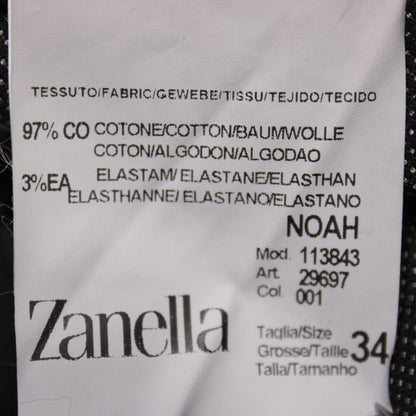 TESSUTO/FABRIC/GEWEBE/TISSU/TEJIDO/TECIDO
97% CO COTONE/COTTON/BAUMWOLLE
COTON/ALGODON/ALGODAO
3%EA ELASTAM/ELASTANE/ELASTHAN
ELASTHANNE/ELASTANO/ELASTANO
NOAH
Mod. 113843
Art. 29697
Col. 001
Zanella
Taglia/Size
Grosse/Taille 34
Talla/Tamanho